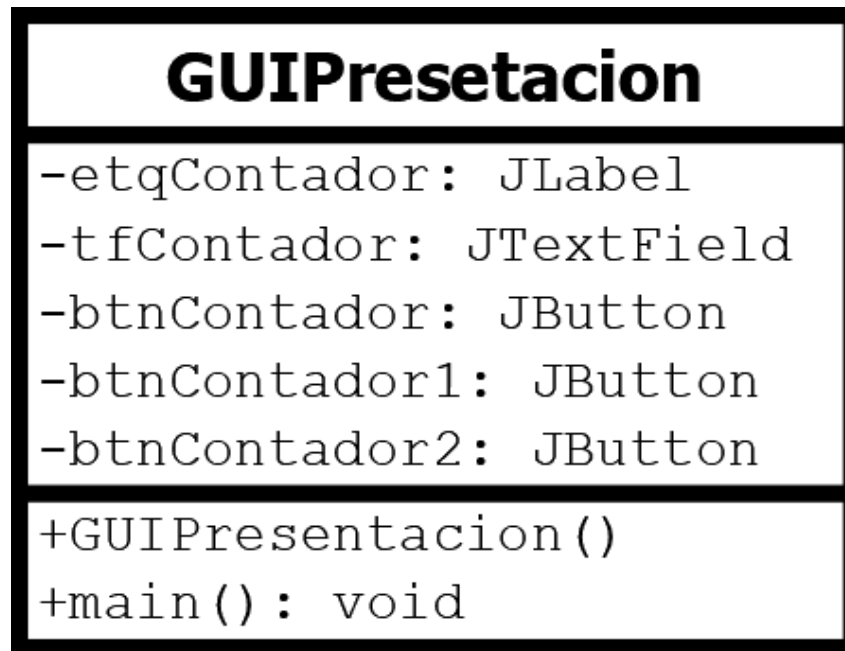 GUIPresetacion
-etqContador: JLabel
-tfContador: JTextField
-btnContador: JButton
-btnContador1: JButton
-btnContador2: JButton
+GUIPresentacion()
+main(): void